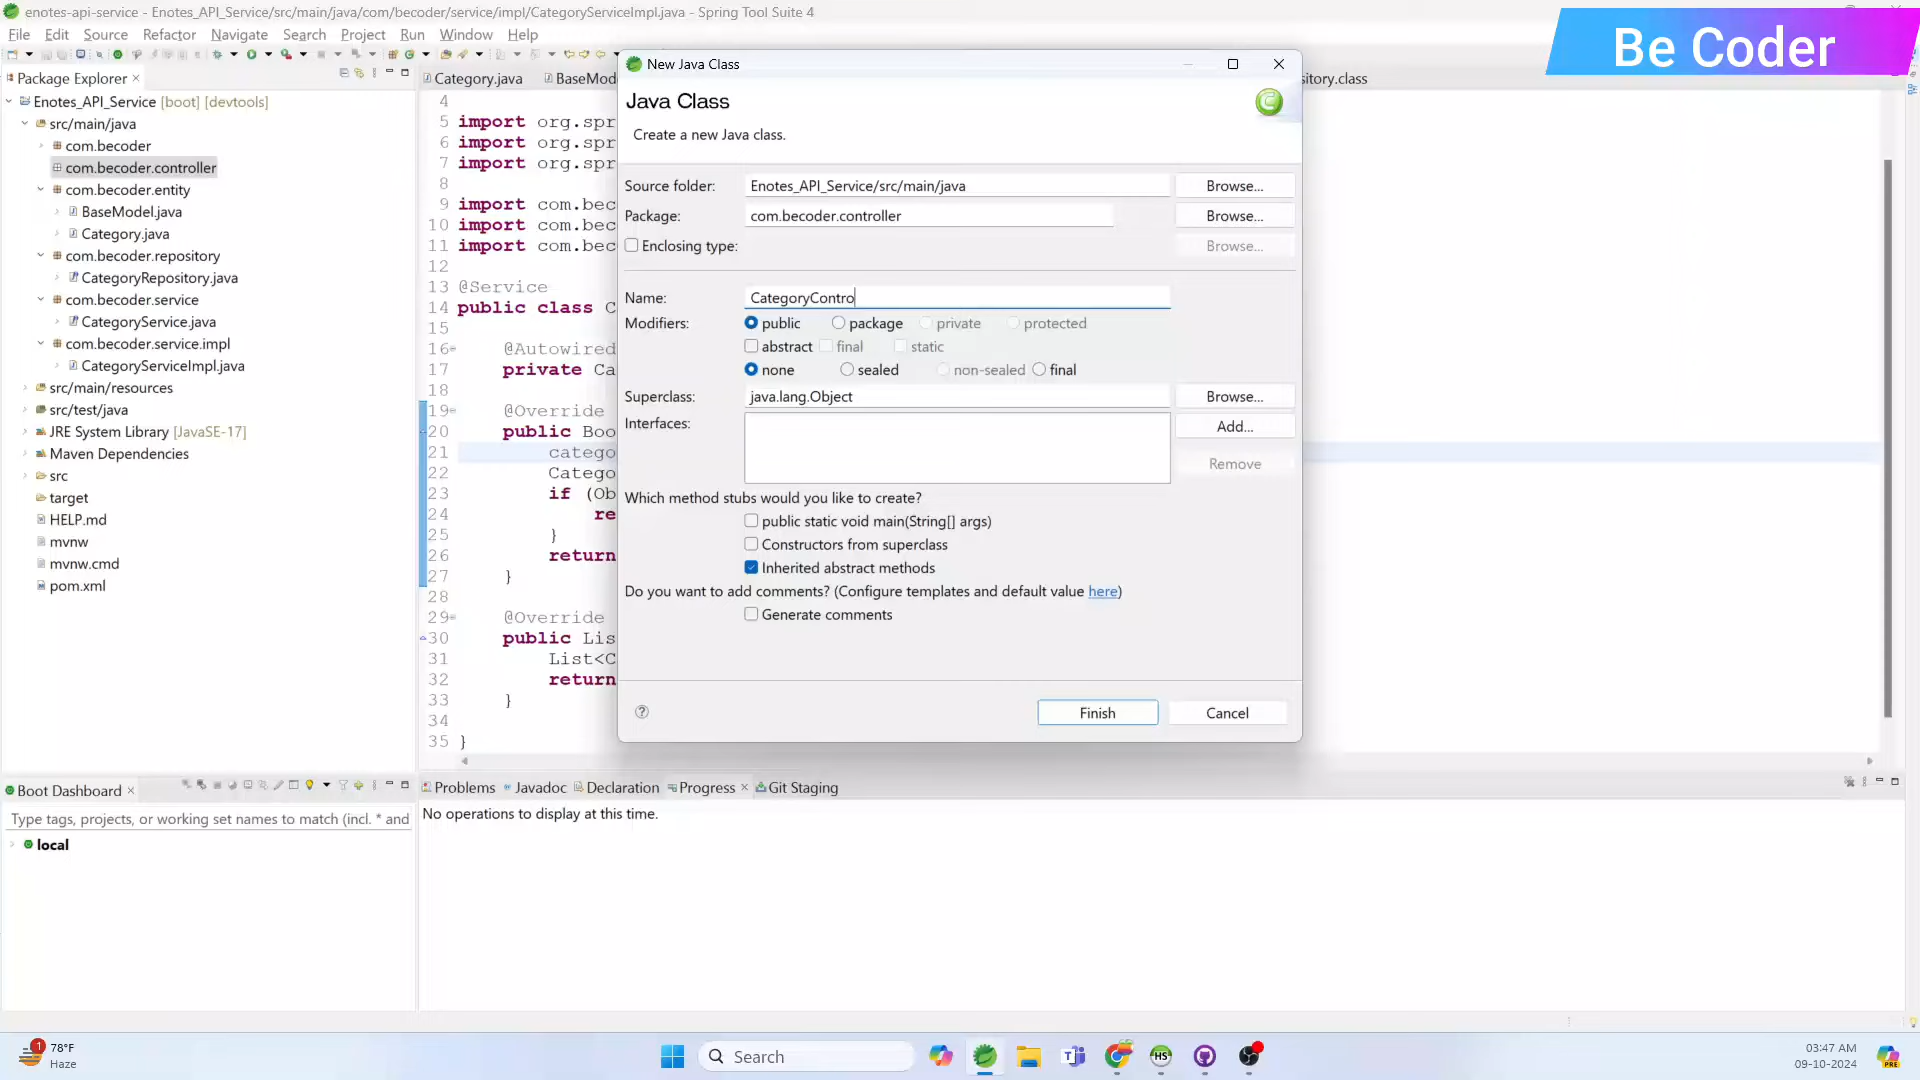 enotes-api-service - Enotes_API_Service/src/main/java/com/becoder/service/impl/CategoryServiceImpl.java - Spring Tool Suite 4
File Edit Source Refactor Navigate Search Project Run Window Help
Be Coder
Package Explorer
Enotes_API_Service [boot] [devtools]
src/main/java
com.becoder
com.becoder.controller
com.becoder.entity
BaseModel.java
Category.java
com.becoder.repository
CategoryRepository.java
com.becoder.service
CategoryService.java
com.becoder.service.impl
CategoryServiceImpl.java
src/main/resources
src/test/java
JRE System Library [JavaSE-17]
Maven Dependencies
src
target
HELP.md
mvnw
mvnw.cmd
pom.xml
Category.java BaseMod
itory.class
4
5 import org.spr
6 import org.spr
7 import org.spr
8
9 import com.bec
10 import com.bec
11 import com.bec
12
13 @Service
14 public class C
15
16 @Autowired
17 private Ca
18
19 @Override
20 public Boo
21 catego
22 Catego
23 if (Ob
24 re
25 }
26 return
27 }
28
29 @Override
30 public Lis
31 List<C
32 return
33 }
34
35 }
New Java Class
Java Class
Create a new Java class.
Source folder: Enotes_API_Service/src/main/java Browse...
Package: com.becoder.controller Browse...
Enclosing type: Browse...
Name: CategoryContro
Modifiers: public package private protected
abstract final static
none sealed non-sealed final
Superclass: java.lang.Object Browse...
Interfaces: Add...
Remove
Which method stubs would you like to create?
public static void main(String[] args)
Constructors from superclass
Inherited abstract methods
Do you want to add comments? (Configure templates and default value here)
Generate comments
Finish Cancel
Boot Dashboard
Type tags, projects, or working set names to match (incl. * and
local
Problems Javadoc Declaration Progress Git Staging
No operations to display at this time.
1
78°F
Haze
Search
HS
PRE
03:47 AM
09-10-2024